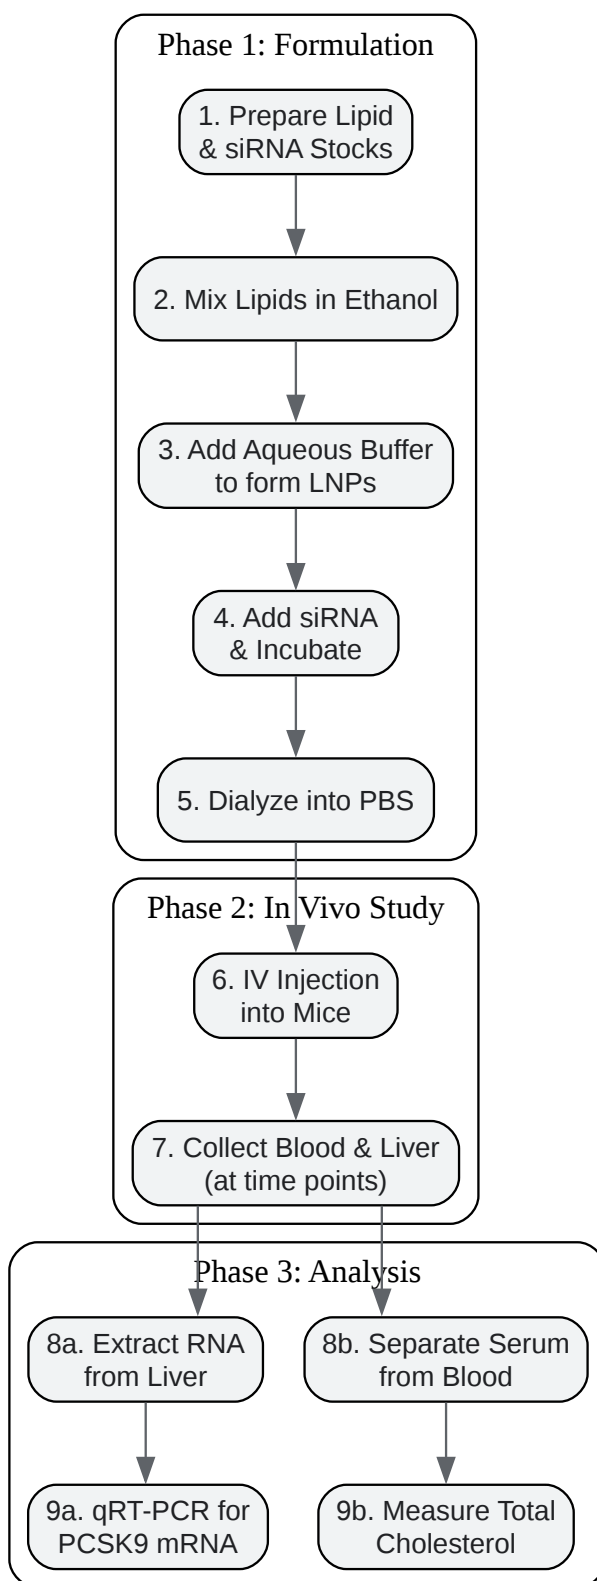 Phase 1: Formulation
1. Prepare Lipid
& siRNA Stocks
2. Mix Lipids in Ethanol
3. Add Aqueous Buffer
to form LNPs
4. Add siRNA
& Incubate
5. Dialyze into PBS
Phase 2: In Vivo Study
6. IV Injection
into Mice
7. Collect Blood & Liver
(at time points)
Phase 3: Analysis
8a. Extract RNA
from Liver
8b. Separate Serum
from Blood
9a. qRT-PCR for
PCSK9 mRNA
9b. Measure Total
Cholesterol